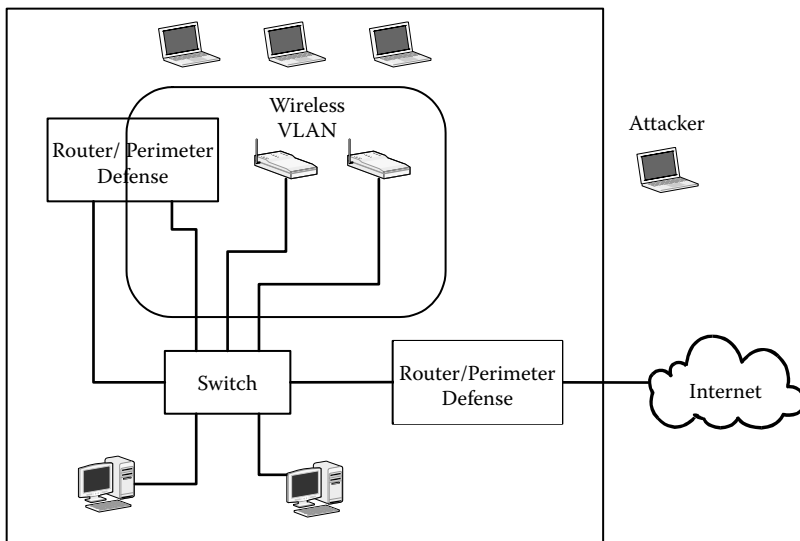 Wireless
VLAN
Router/ Perimeter
Defense
Attacker
Switch
Router/Perimeter
Defense
Internet